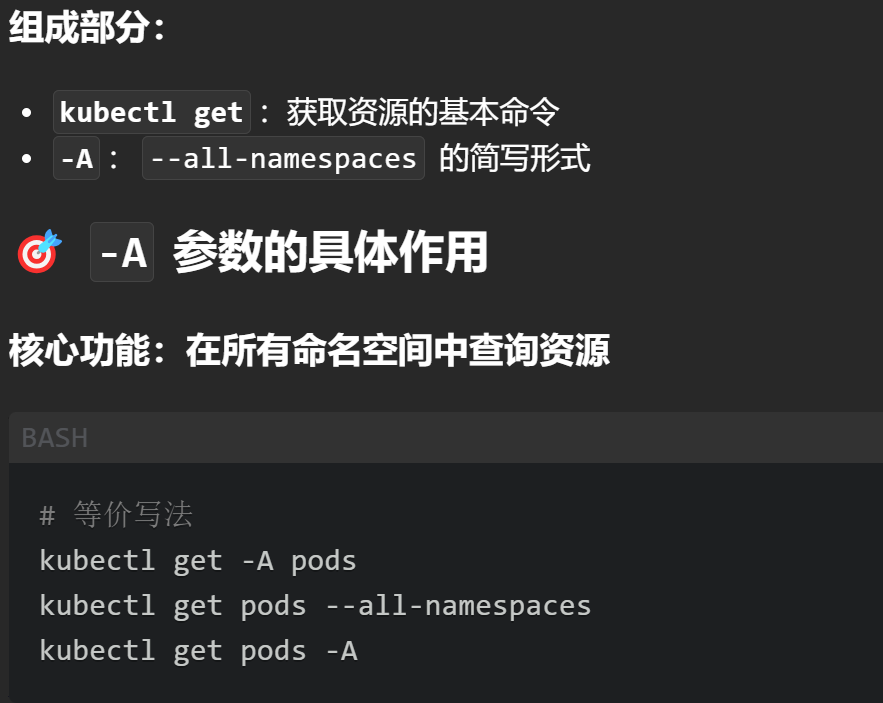 组成部分：
• kubectl get ： 获取资源的基本命令
• -A ： --all-namespaces 的简写形式
🎯 -A 参数的具体作用
核心功能：在所有命名空间中查询资源
BASH
# 等价写法
kubectl get -A pods
kubectl get pods --all-namespaces
kubectl get pods -A